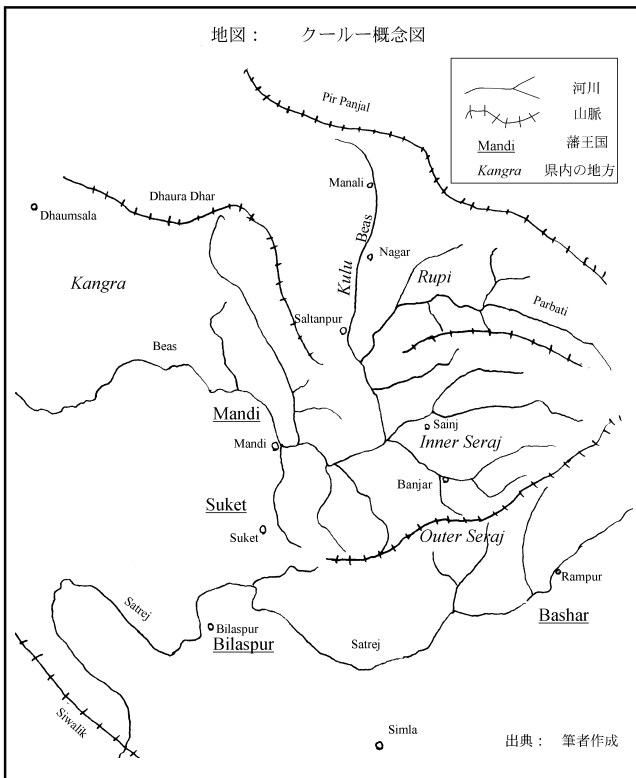 地図： クールー概念図
Pir Panjal
河川
山脈
Mandi 藩王国
Kangra 県内の地方
Manali
Dhaura Dhar
Dhaumsala
Beas
Nagar
Kulu
Rupi
Kangra
Parbati
Saltanpur
Beas
Mandi
Sainj
Mandi
Inner Seraj
Banjar
Suket
Suket
Outer Seraj
Rampur
Satrej
Bashar
Bilaspur
Bilaspur
Satrej
Siwalik
Simla
出典： 筆者作成